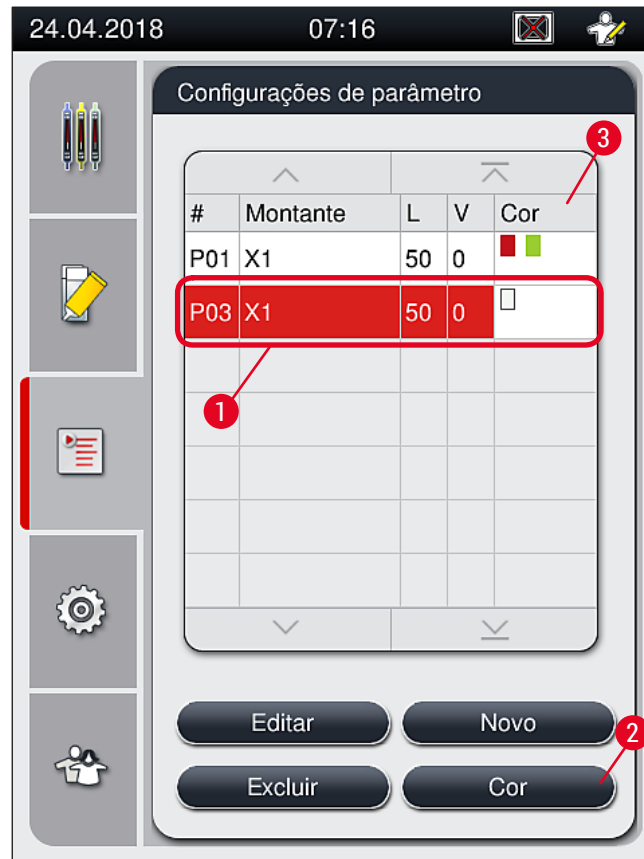 24.04.2018 07:16
Configurações de parâmetro
3
# Montante L V Cor
P01 X1 50 0
P03 X1 50 0
1
Editar Novo
2
Excluir Cor